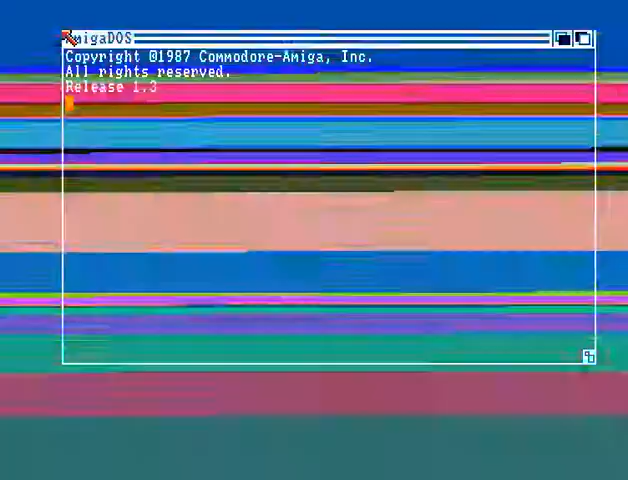 AmigaDOS
Copyright ©1987 Commodore-Amiga, Inc.
All rights reserved.
Release 1.3